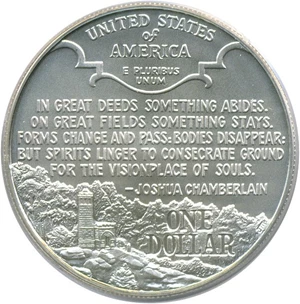 UNITED STATES
of
AMERICA
E PLURIBUS
UNUM
IN GREAT DEEDS SOMETHING ABIDES.
ON GREAT FIELDS SOMETHING STAYS.
FORMS CHANGE AND PASS: BODIES DISAPPEAR:
BUT SPIRITS LINGER TO CONSECRATE GROUND
FOR THE VISIONPLACE OF SOULS.
—JOSHUA CHAMBERLAIN
ONE
DOLLAR